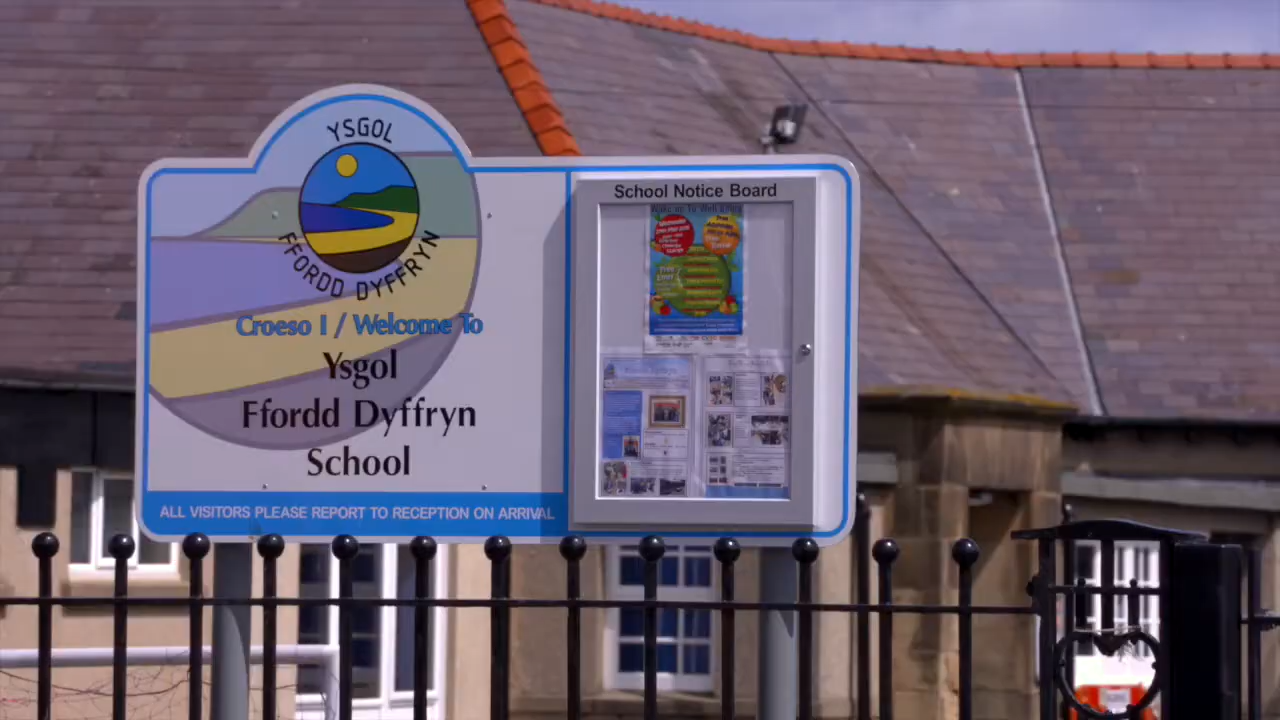 YSGOL
FFORDD DYFFRYN
Croeso I / Welcome To
Ysgol
Ffordd Dyffryn
School
ALL VISITORS PLEASE REPORT TO RECEPTION ON ARRIVAL
School Notice Board